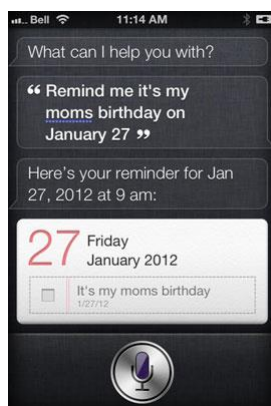 Bell 11:14 AM
What can I help you with?
“ Remind me it's my
moms birthday on
January 27 ”
Here's your reminder for Jan
27, 2012 at 9 am:
27 Friday
January 2012
It's my moms birthday
1/27/12